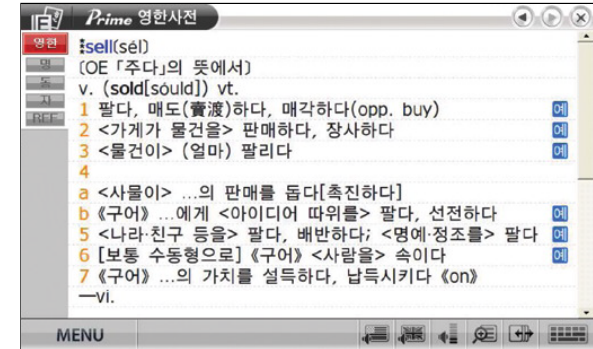 Prime 영한사전
영한
명
동
자
REF
⁑sell(sél)
(OE「주다」의 뜻에서)
v. (sold[sóuld]) vt.
1 팔다, 매도(賣渡)하다, 매각하다(opp. buy) 예
2 <가게가 물건을> 판매하다, 장사하다 예
3 <물건이> (얼마) 팔리다 예
4
a <사물이> …의 판매를 돕다[촉진하다]
b 《구어》…에게 <아이디어 따위를> 팔다, 선전하다 예
5 <나라·친구 등을> 팔다, 배반하다; <명예·정조를> 팔다 예
6 [보통 수동형으로]《구어》<사람을> 속이다 예
7 《구어》…의 가치를 설득하다, 납득시키다 《on》
―vi.
MENU